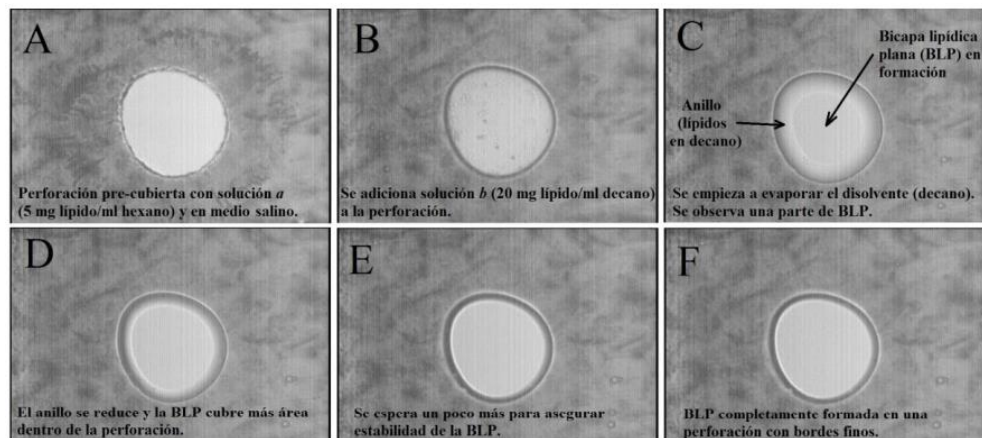 A
Perforación pre-cubierta con solución a
(5 mg lípido/ml hexano) y en medio salino.
B
Se adiciona solución b (20 mg lípido/ml decano)
a la perforación.
C
Bicapa lipídica
plana (BLP) en
formación
Anillo
(lípidos
en decano)
Se empieza a evaporar el disolvente (decano).
Se observa una parte de BLP.
D
El anillo se reduce y la BLP cubre más área
dentro de la perforación.
E
Se espera un poco más para asegurar
estabilidad de la BLP.
F
BLP completamente formada en una
perforación con bordes finos.